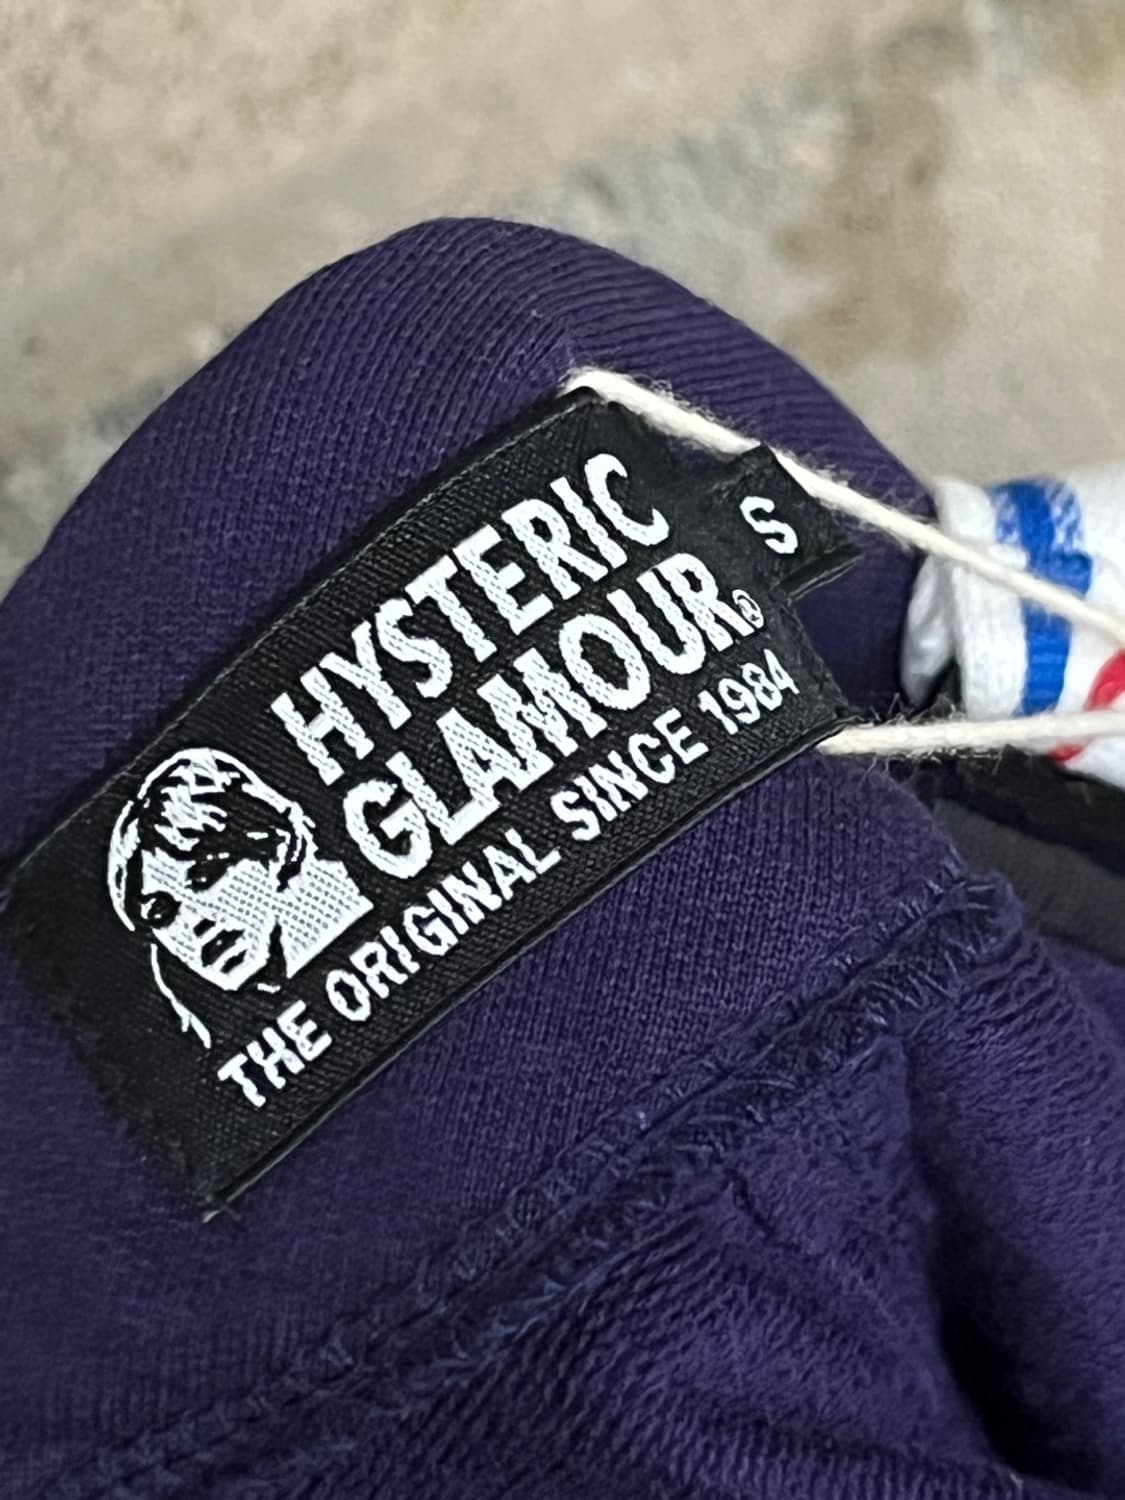 HYSTERIC
GLAMOUR®
THE ORIGINAL SINCE 1984
S